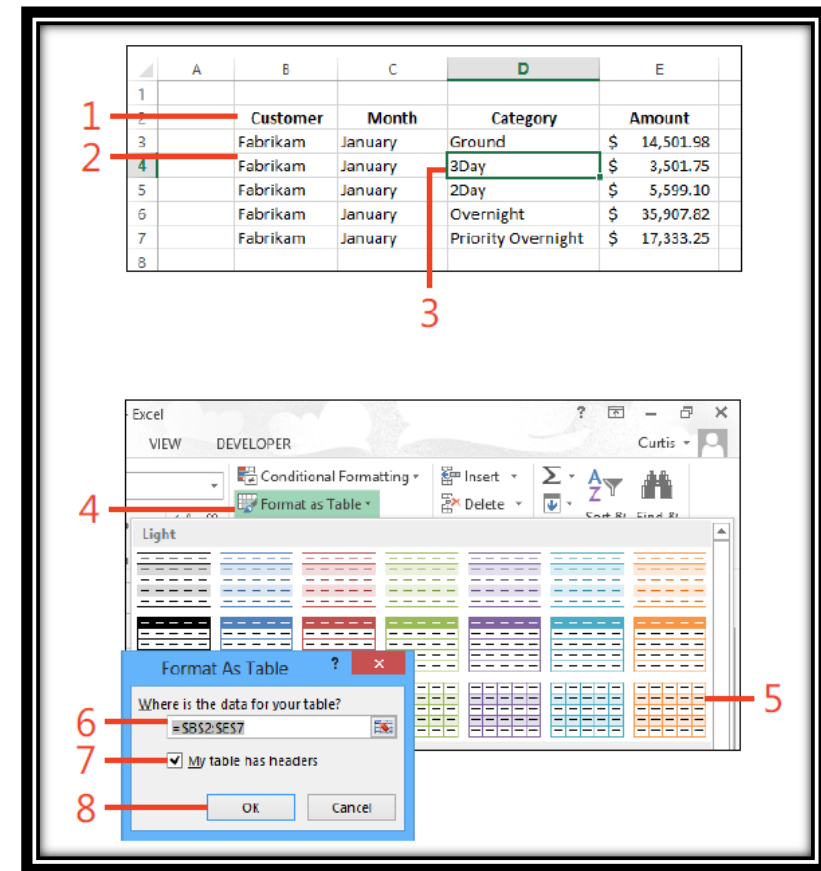 A B C D E
1
1 2 Customer Month Category Amount
3 Fabrikam January Ground $ 14,501.98
2 4 Fabrikam January 3Day $ 3,501.75
5 Fabrikam January 2Day $ 5,599.10
6 Fabrikam January Overnight $ 35,907.82
7 Fabrikam January Priority Overnight $ 17,333.25
8
3
Excel ?
VIEW DEVELOPER Curtis
Conditional Formatting Insert Σ A
4 Format as Table Delete Z
Sort & Find &
Light
Format As Table ?
5
Where is the data for your table?
6 =$B$2:$E$7
7 My table has headers
8 OK Cancel